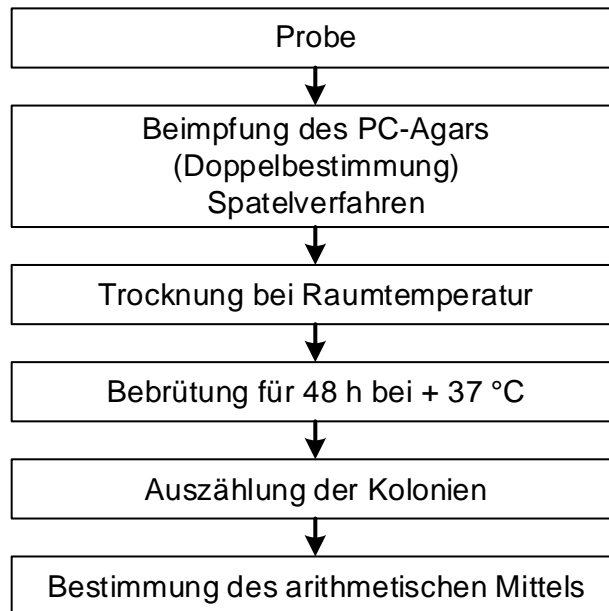 Probe
Beimpfung des PC-Agars
(Doppelbestimmung)
Spatelverfahren
Trocknung bei Raumtemperatur
Bebrütung für 48 h bei + 37 °C
Auszählung der Kolonien
Bestimmung des arithmetischen Mittels